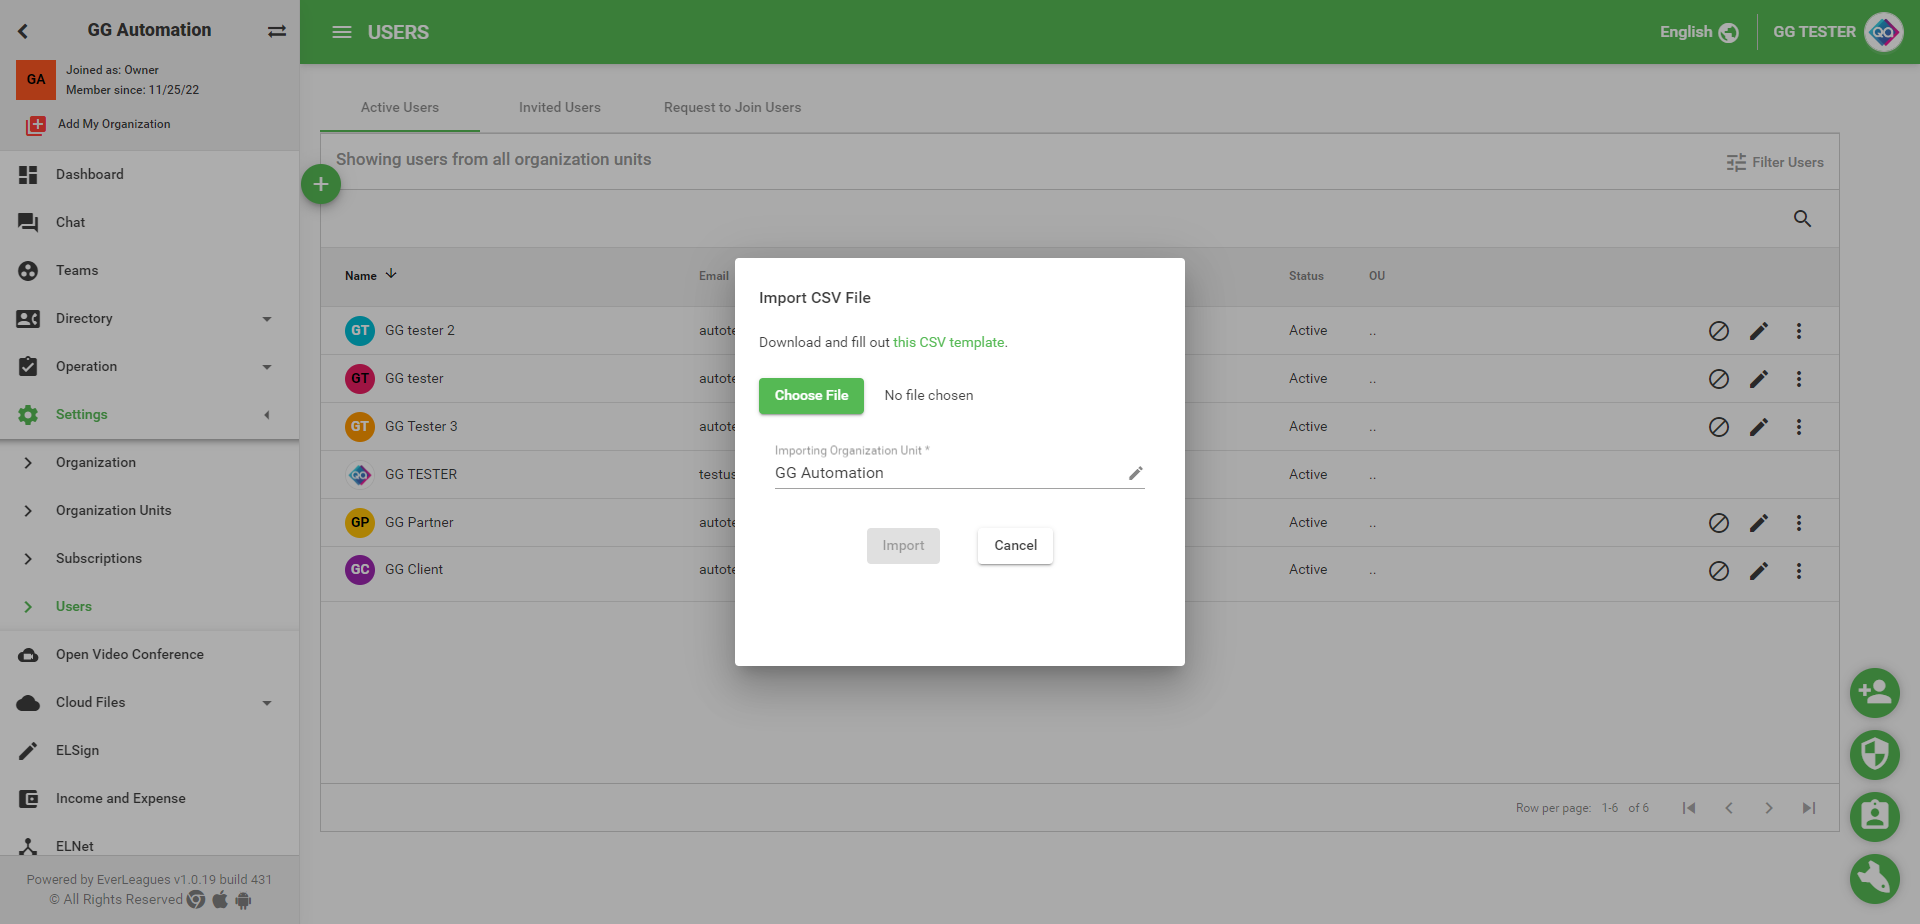 GG Automation
GA
Joined as: Owner
Member since: 11/25/22
Add My Organization
Dashboard
Chat
Teams
Directory
Operation
Settings
Organization
Organization Units
Subscriptions
Users
Open Video Conference
Cloud Files
ELSign
Income and Expense
ELNet
Powered by EverLeagues v1.0.19 build 431
© All Rights Reserved
USERS
English
GG TESTER
QA
Active Users
Invited Users
Request to Join Users
Showing users from all organization units
Filter Users
Name Email Status OU
GT GG tester 2 autote Active ..
GT GG tester autote Active ..
GT GG Tester 3 autote Active ..
QA GG TESTER testus Active ..
GP GG Partner autote Active ..
GC GG Client autote Active ..
Import CSV File
Download and fill out this CSV template.
Choose File No file chosen
Importing Organization Unit *
GG Automation
Import Cancel
Row per page: 1-6 of 6